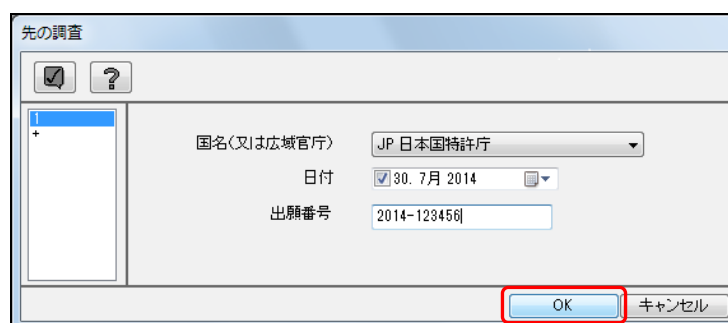 先の調査
?
1
+
国名(又は広域官庁)
JP 日本国特許庁
日付
30. 7月 2014
出願番号
2014-123456
OK
キャンセル